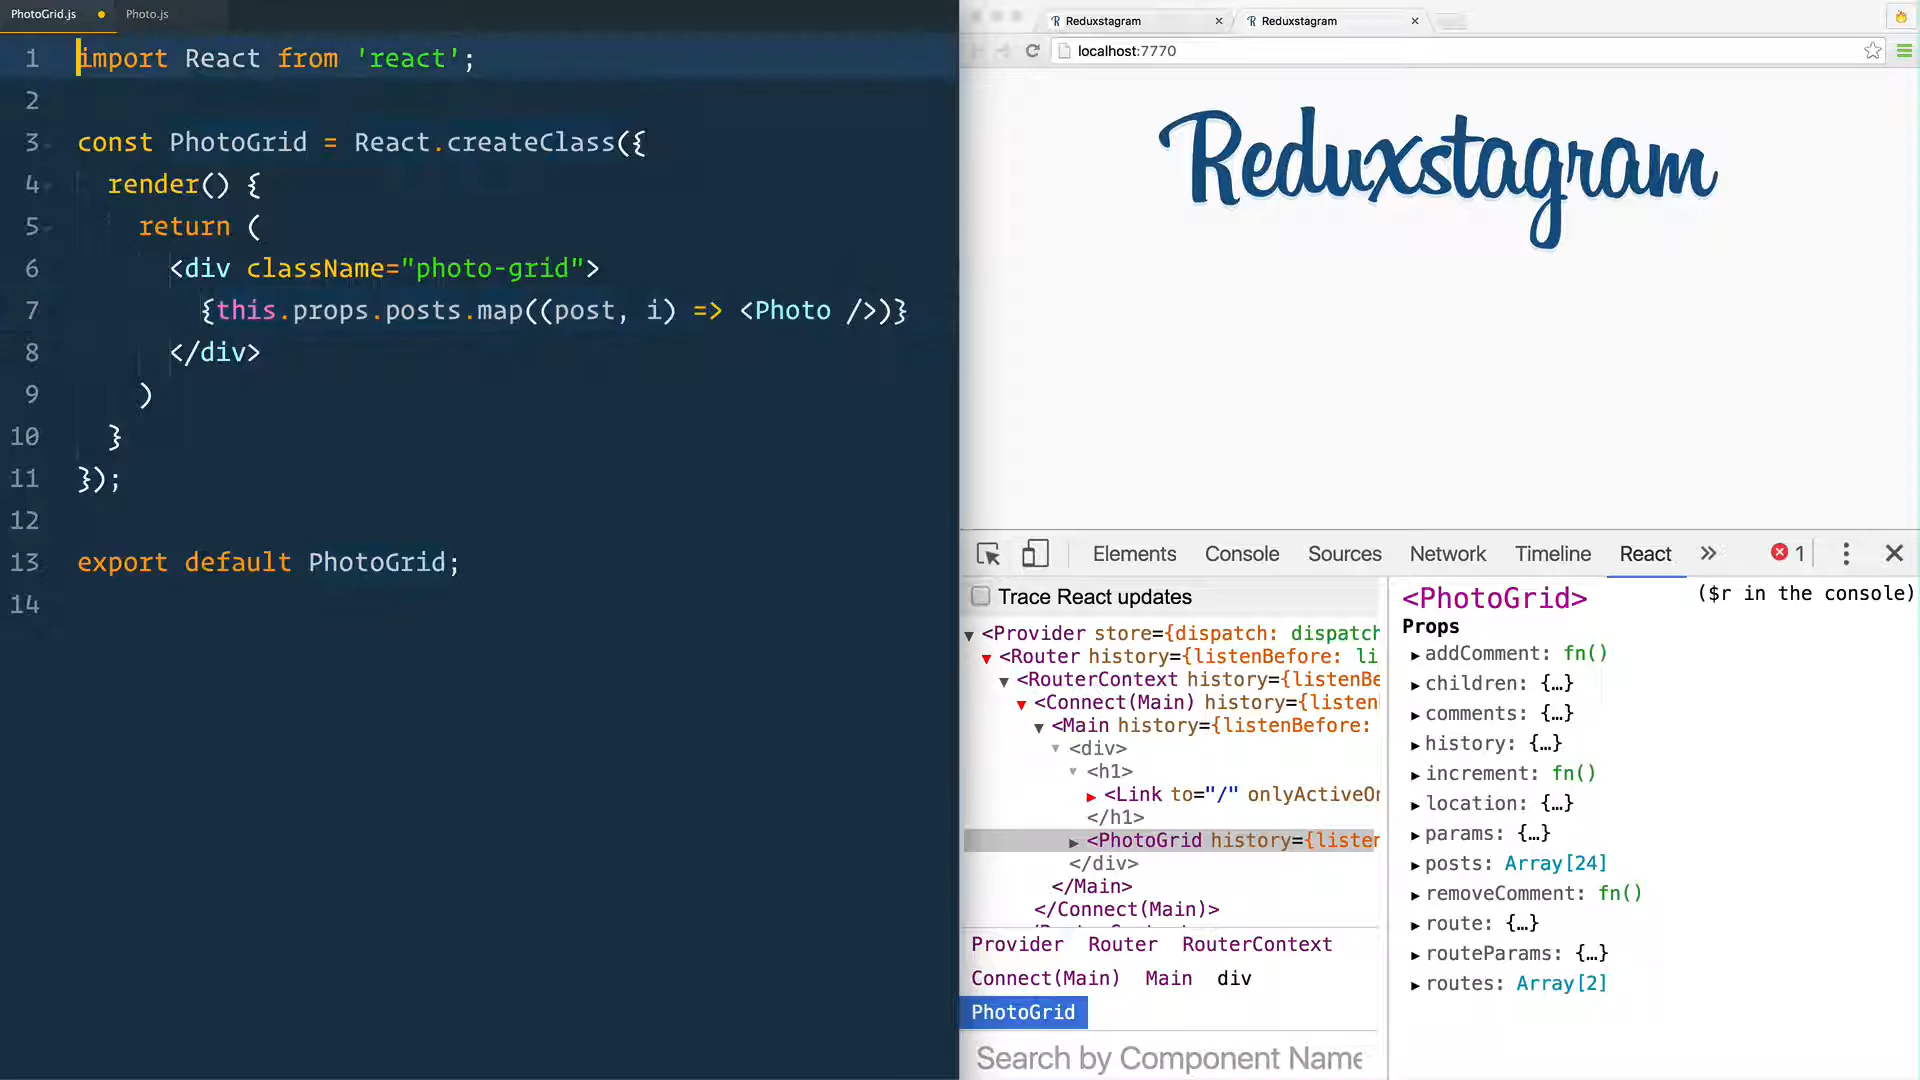 PhotoGrid.js
Photo.js
1 import React from 'react';
2
3 const PhotoGrid = React.createClass({
4 render() {
5 return (
6 <div className="photo-grid">
7 {this.props.posts.map((post, i) => <Photo />)}
8 </div>
9 )
10 }
11 });
12
13 export default PhotoGrid;
14
Reduxstagram
Reduxstagram
localhost:7770
Reduxstagram
Elements Console Sources Network Timeline React » 1
Trace React updates
<Provider store={dispatch: dispatch
<Router history={listenBefore: li
<RouterContext history={listenBe
<Connect(Main) history={listen
<Main history={listenBefore:
<div>
<h1>
<Link to="/" onlyActiveOn
</h1>
<PhotoGrid history={listen
</div>
</Main>
</Connect(Main)>
Provider Router RouterContext
Connect(Main) Main div
PhotoGrid
Search by Component Name
<PhotoGrid>
($r in the console)
Props
addComment: fn()
children: {…}
comments: {…}
history: {…}
increment: fn()
location: {…}
params: {…}
posts: Array[24]
removeComment: fn()
route: {…}
routeParams: {…}
routes: Array[2]